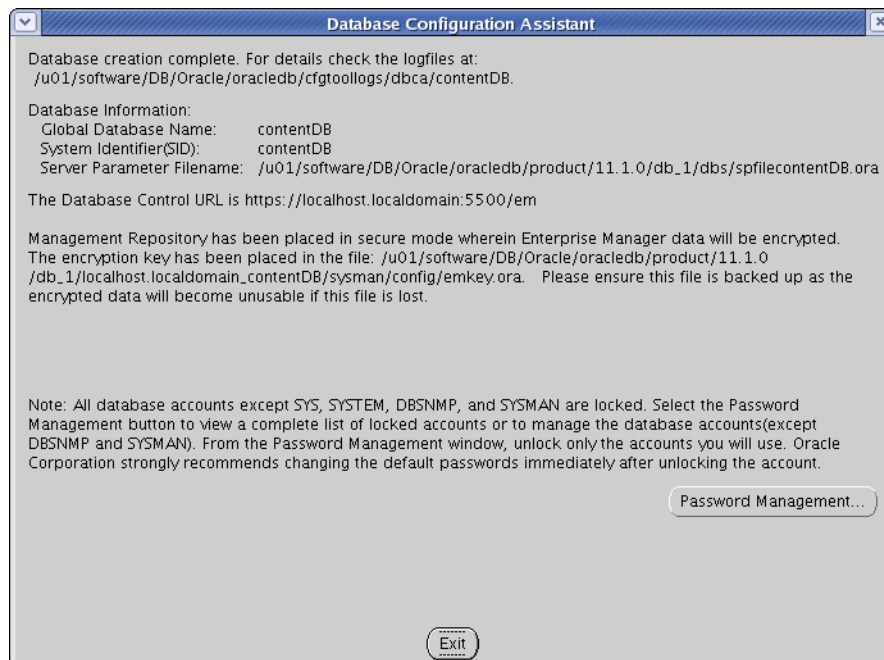 Database Configuration Assistant
Database creation complete. For details check the logfiles at:
/u01/software/DB/Oracle/oracledb/cfgtoollogs/dbca/contentDB.
Database Information:
Global Database Name: contentDB
System Identifier(SID): contentDB
Server Parameter Filename: /u01/software/DB/Oracle/oracledb/product/11.1.0/db_1/dbs/spfilecontentDB.ora
The Database Control URL is https://localhost.localdomain:5500/em
Management Repository has been placed in secure mode wherein Enterprise Manager data will be encrypted.
The encryption key has been placed in the file: /u01/software/DB/Oracle/oracledb/product/11.1.0
/db_1/localhost.localdomain_contentDB/sysman/config/emkey.ora. Please ensure this file is backed up as the
encrypted data will become unusable if this file is lost.
Note: All database accounts except SYS, SYSTEM, DBSNMP, and SYSMAN are locked. Select the Password
Management button to view a complete list of locked accounts or to manage the database accounts(except
DBSNMP and SYSMAN). From the Password Management window, unlock only the accounts you will use. Oracle
Corporation strongly recommends changing the default passwords immediately after unlocking the account.
Password Management...
Exit